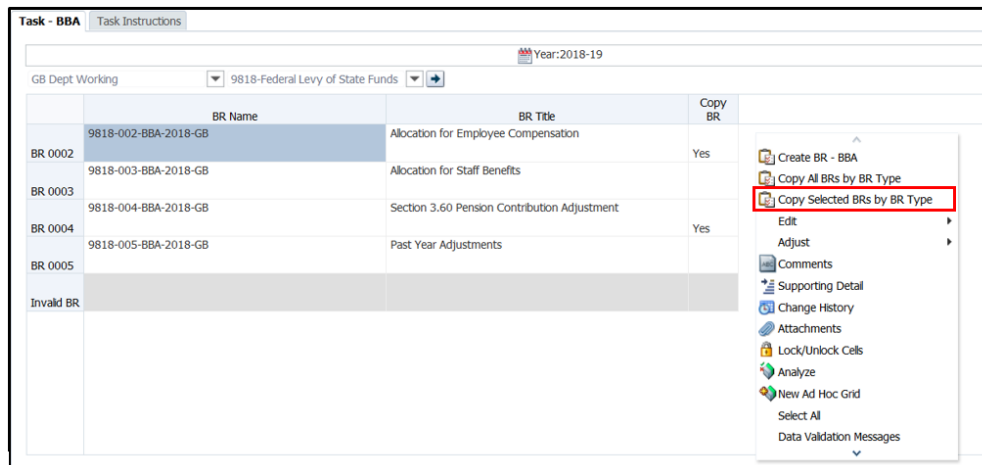 Task - BBA Task Instructions
Year:2018-19
GB Dept Working 9818-Federal Levy of State Funds
BR Name BR Title Copy BR
BR 0002 9818-002-BBA-2018-GB Allocation for Employee Compensation Yes
BR 0003 9818-003-BBA-2018-GB Allocation for Staff Benefits
BR 0004 9818-004-BBA-2018-GB Section 3.60 Pension Contribution Adjustment Yes
BR 0005 9818-005-BBA-2018-GB Past Year Adjustments
Invalid BR
Create BR - BBA
Copy All BRs by BR Type
Copy Selected BRs by BR Type
Edit
Adjust
Comments
Supporting Detail
Change History
Attachments
Lock/Unlock Cells
Analyze
New Ad Hoc Grid
Select All
Data Validation Messages